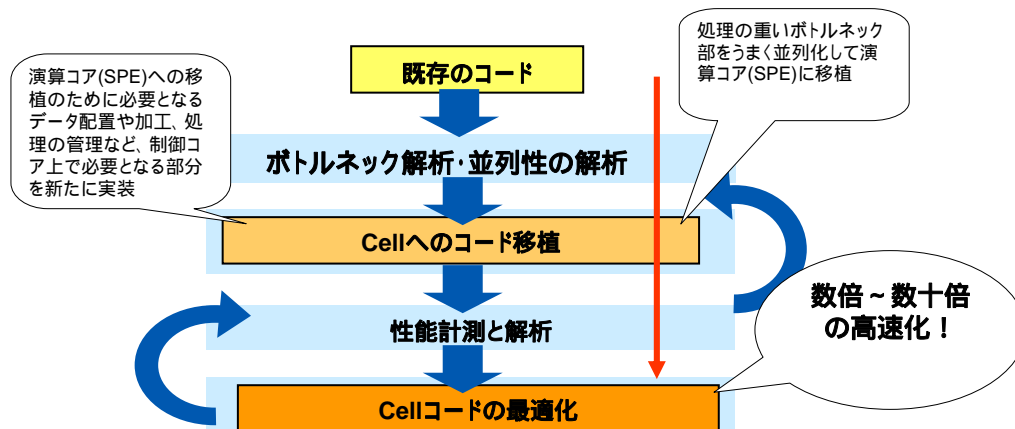 演算コア(SPE)への移
植のために必要となる
データ配置や加工、処
理の管理など、制御コ
ア上で必要となる部分
を新たに実装
既存のコード
処理の重いボトルネック
部をうまく並列化して演
算コア(SPE)に移植
ボトルネック解析・並列性の解析
Cellへのコード移植
性能計測と解析
数倍~数十倍
の高速化!
Cellコードの最適化